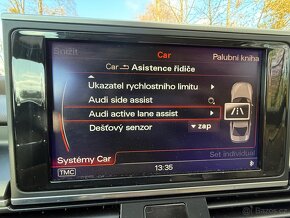 Snížit
Car
Palubní kniha
Car Asistence řidiče
Ukazatel rychlostního limitu
Audi side assist
Audi active lane assist
Dešťový senzor
zap
Systémy Car
Set individual
TMC
13:35